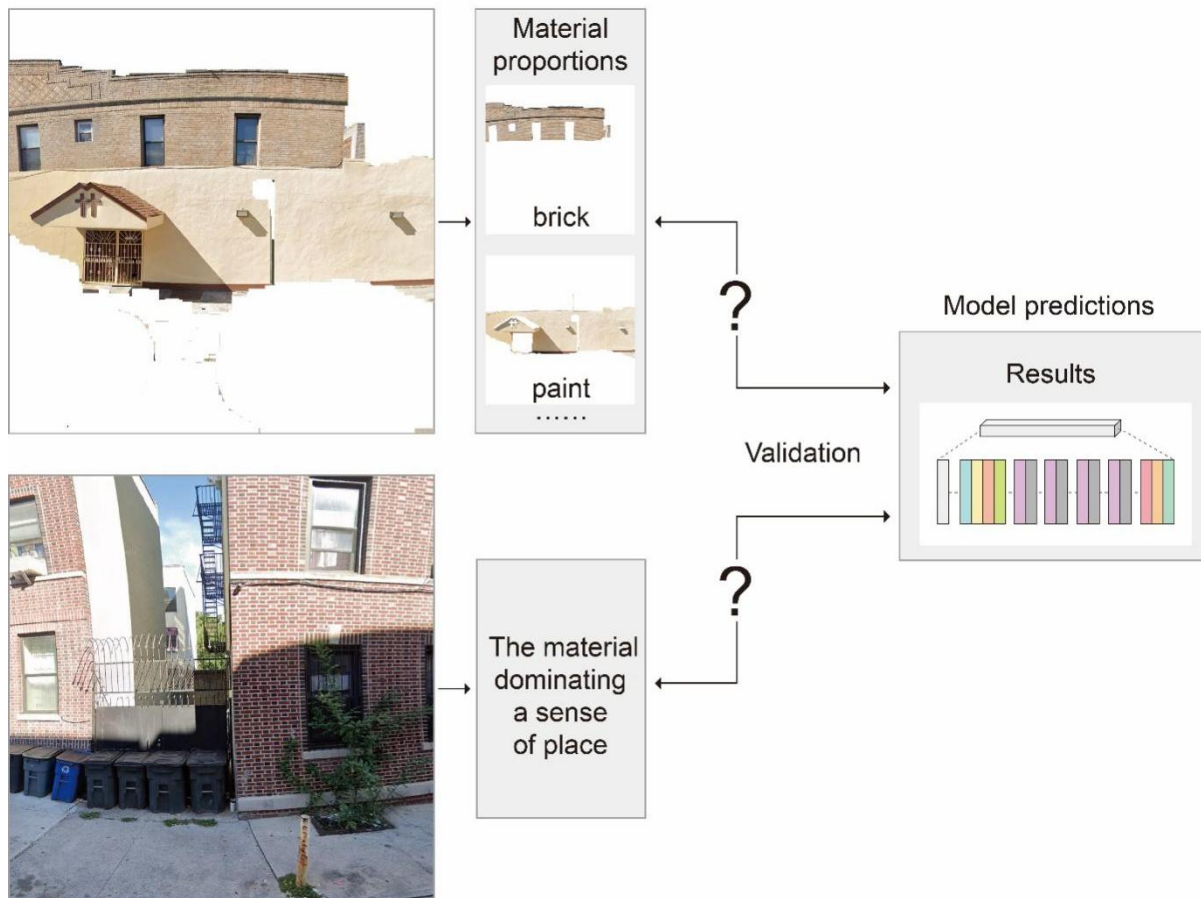 Material
proportions
brick
paint
......
?
Model predictions
Results
Validation
?
The material
dominating
a sense
of place